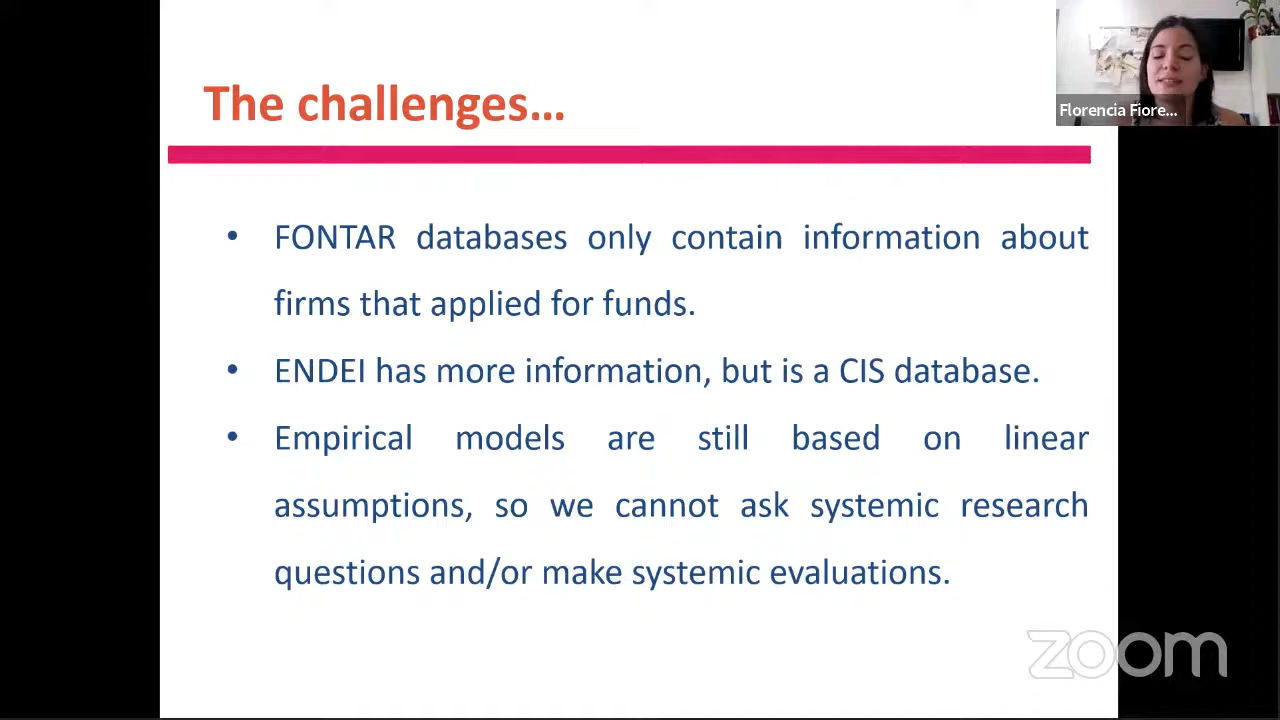 The challenges…
Florencia Fiore...
• FONTAR databases only contain information about
firms that applied for funds.
• ENDEI has more information, but is a CIS database.
• Empirical models are still based on linear
assumptions, so we cannot ask systemic research
questions and/or make systemic evaluations.
zoom